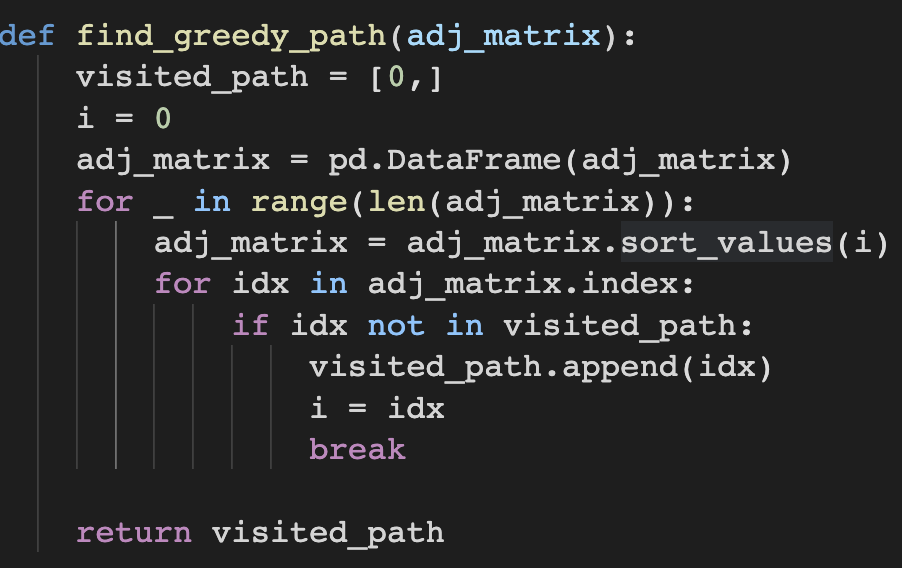 def find_greedy_path(adj_matrix):
    visited_path = [0,]
    i = 0
    adj_matrix = pd.DataFrame(adj_matrix)
    for _ in range(len(adj_matrix)):
        adj_matrix = adj_matrix.sort_values(i)
        for idx in adj_matrix.index:
            if idx not in visited_path:
                visited_path.append(idx)
                i = idx
                break

    return visited_path